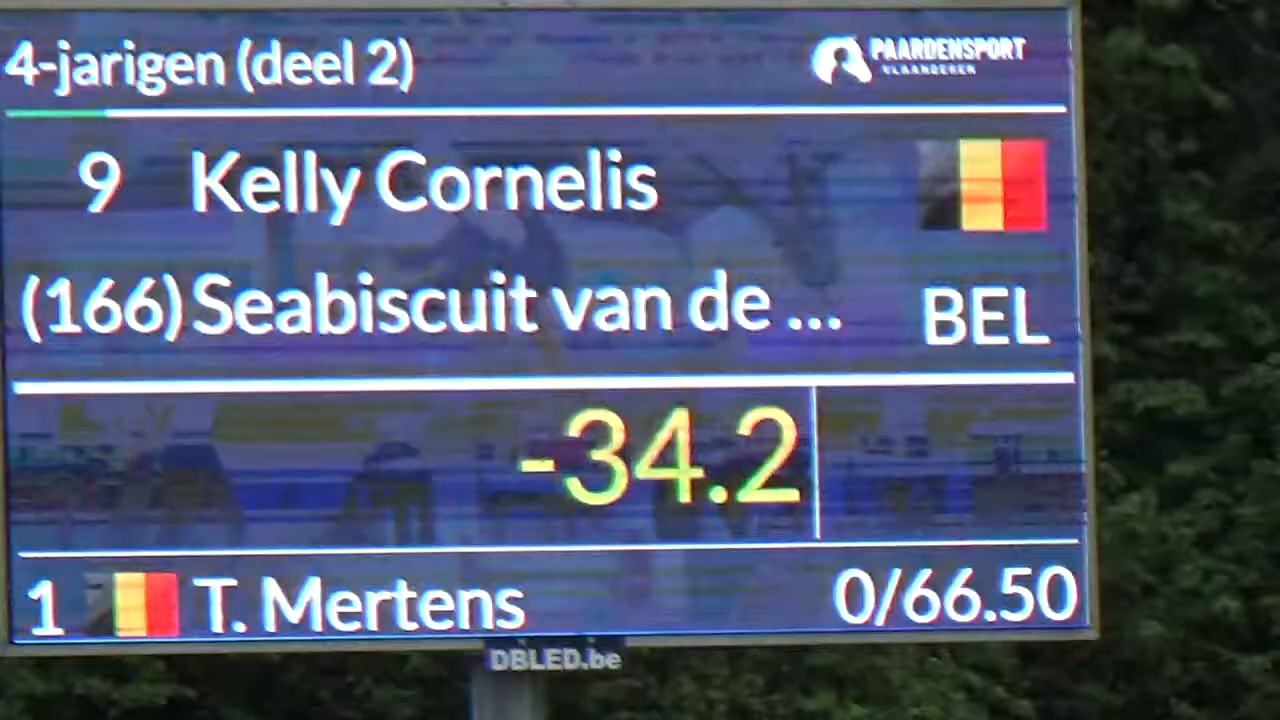 4-jarigen (deel 2)
PAARDENSPORT
VLAANDEREN
9 Kelly Cornelis
(166) Seabiscuit van de ...
BEL
-34.2
1 T. Mertens 0/66.50
DBLED.be